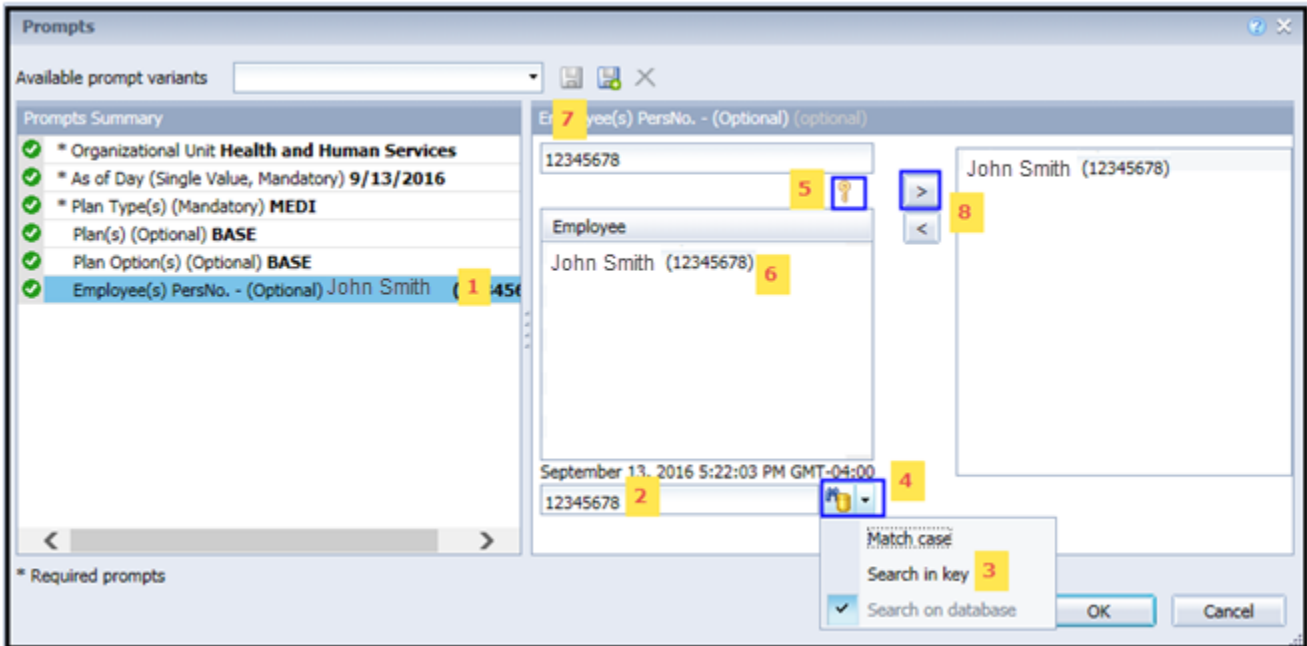 Prompts
Available prompt variants
Prompts Summary
* Organizational Unit Health and Human Services
* As of Day (Single Value, Mandatory) 9/13/2016
* Plan Type(s) (Mandatory) MEDI
Plan(s) (Optional) BASE
Plan Option(s) (Optional) BASE
Employee(s) PersNo. - (Optional) John Smith ( 1 456
* Required prompts
E 7 yee(s) PersNo. - (Optional) (optional)
12345678
5
Employee
John Smith (12345678) 6
September 13, 2016 5:22:03 PM GMT-04:00
12345678 2
4
Match case
Search in key 3
Search on database
>
8
<
John Smith (12345678)
OK
Cancel